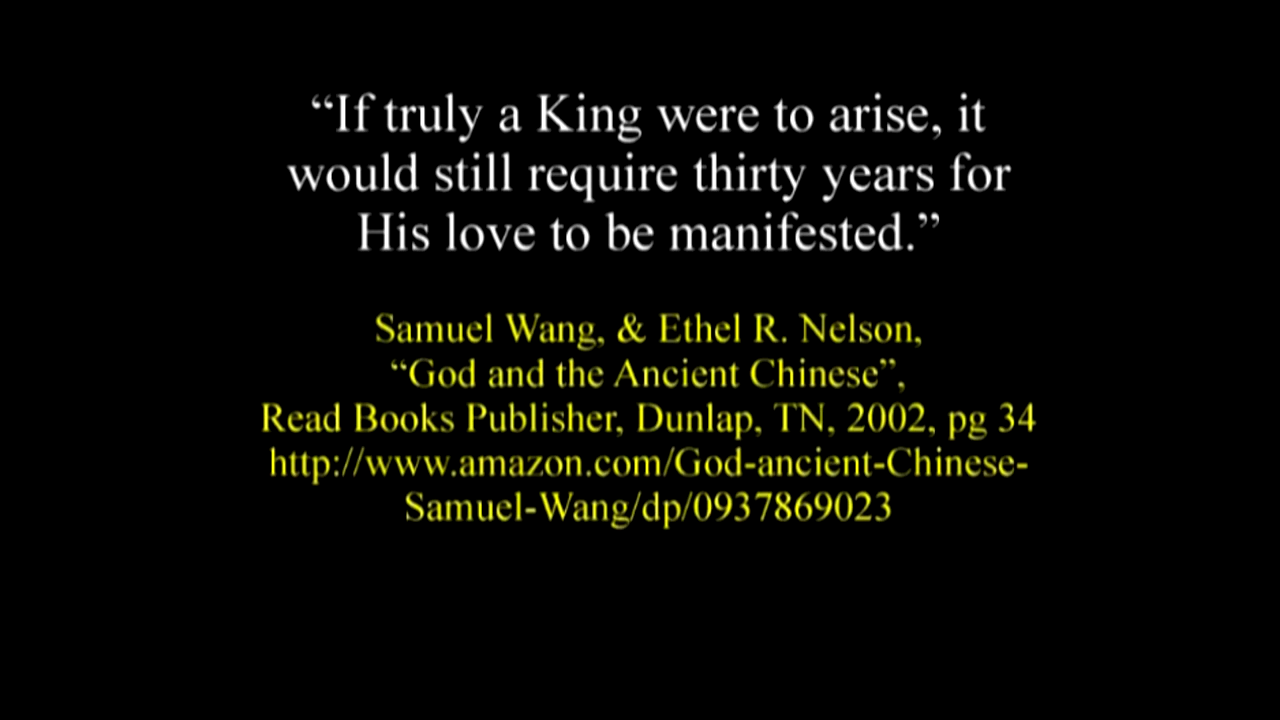 “If truly a King were to arise, it
would still require thirty years for
His love to be manifested.”
Samuel Wang, & Ethel R. Nelson,
“God and the Ancient Chinese”,
Read Books Publisher, Dunlap, TN, 2002, pg 34
http://www.amazon.com/God-ancient-Chinese-
Samuel-Wang/dp/0937869023